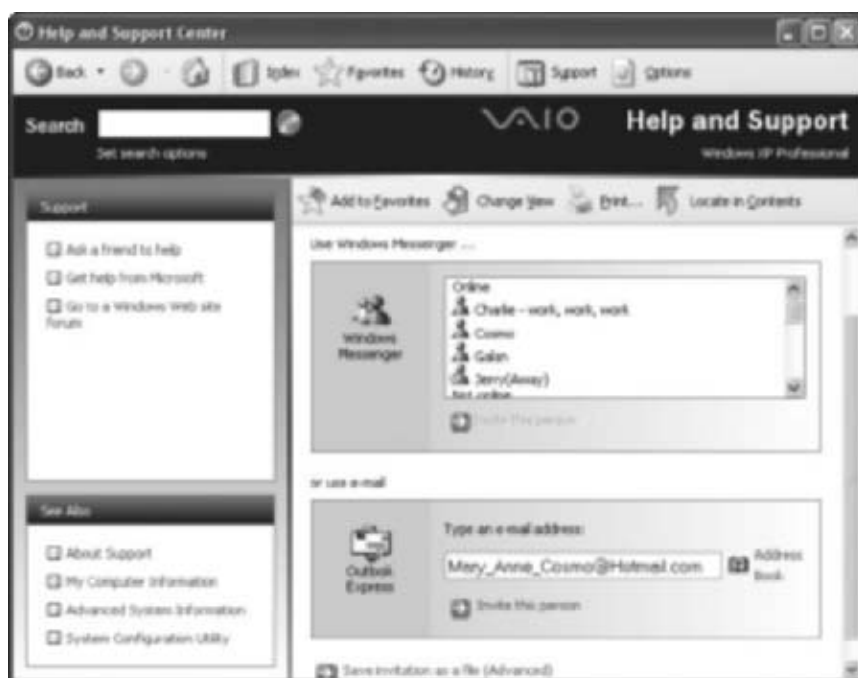 Help and Support Center
Back
Index
Favorites
History
Support
Options
Search
VAIO
Help and Support
Set search options
Windows XP Professional
Support
Add to Favorites
Change View
Print...
Locate in Contents
Ask a friend to help
Get help from Microsoft
Go to a Windows Web site
forum
Use Windows Messenger ...
Windows
Messenger
Online
Charlie - work, work, work
Cosmo
Galen
Jerry(Away)
Not online
Invite this person
or use e-mail
Outlook
Express
Type an e-mail address:
Mary_Anne_Cosmo@Hotmail.com
Address
Book
Invite this person
See Also
About Support
My Computer Information
Advanced System Information
System Configuration Utility
Save invitation as a file (Advanced)